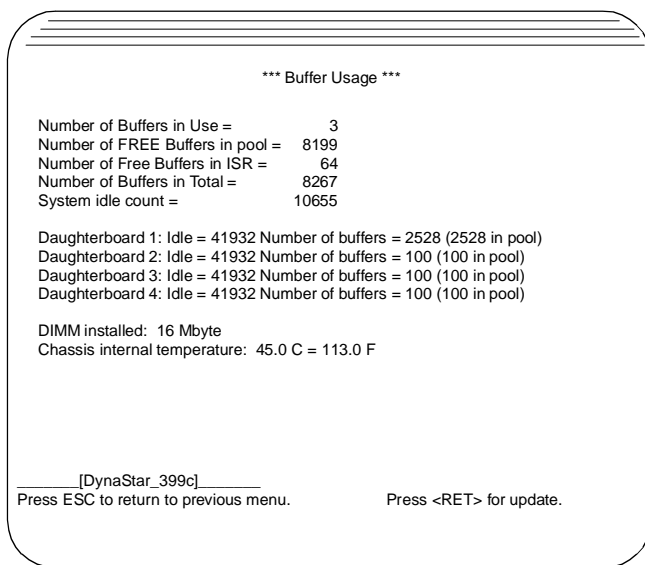 *** Buffer Usage ***
Number of Buffers in Use = 3
Number of FREE Buffers in pool = 8199
Number of Free Buffers in ISR = 64
Number of Buffers in Total = 8267
System idle count = 10655
Daughterboard 1: Idle = 41932 Number of buffers = 2528 (2528 in pool)
Daughterboard 2: Idle = 41932 Number of buffers = 100 (100 in pool)
Daughterboard 3: Idle = 41932 Number of buffers = 100 (100 in pool)
Daughterboard 4: Idle = 41932 Number of buffers = 100 (100 in pool)
DIMM installed: 16 Mbyte
Chassis internal temperature: 45.0 C = 113.0 F
_______[DynaStar_399c]_______
Press ESC to return to previous menu. Press <RET> for update.